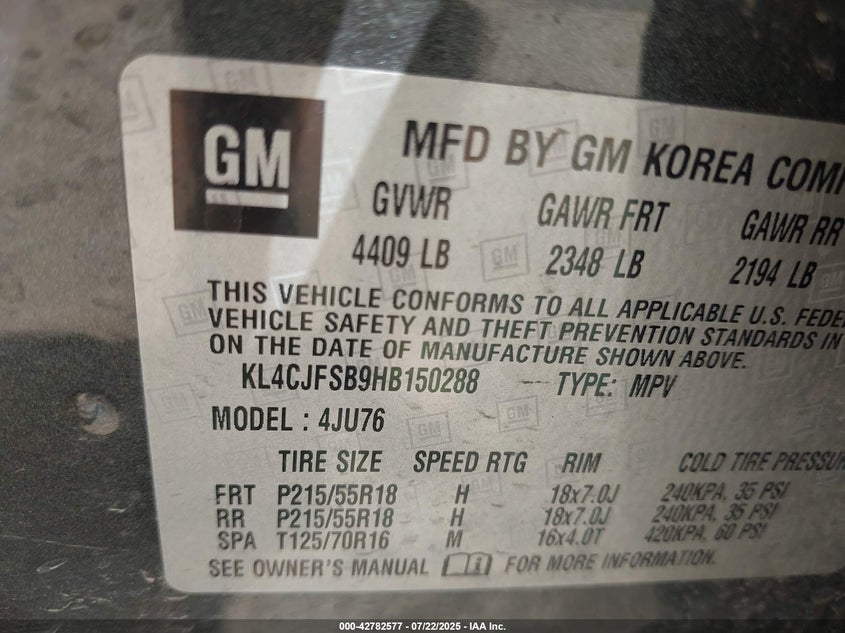 GM
MFD BY GM KOREA COM
GVWR GAWR FRT GAWR RR
4409 LB 2348 LB 2194 LB
THIS VEHICLE CONFORMS TO ALL APPLICABLE U.S. FEDE
VEHICLE SAFETY AND THEFT PREVENTION STANDARDS IN
ON THE DATE OF MANUFACTURE SHOWN ABOVE.
KL4CJFSB9HB150288 TYPE: MPV
MODEL : 4JU76
TIRE SIZE SPEED RTG RIM COLD TIRE PRESSUR
FRT P215/55R18 H 18x7.0J 240KPA, 35 PSI
RR P215/55R18 H 18x7.0J 240KPA, 35 PSI
SPA T125/70R16 M 16x4.0T 420KPA, 60 PSI
SEE OWNER'S MANUAL FOR MORE INFORMATION.
000-42782577 - 07/22/2025 - IAA Inc.